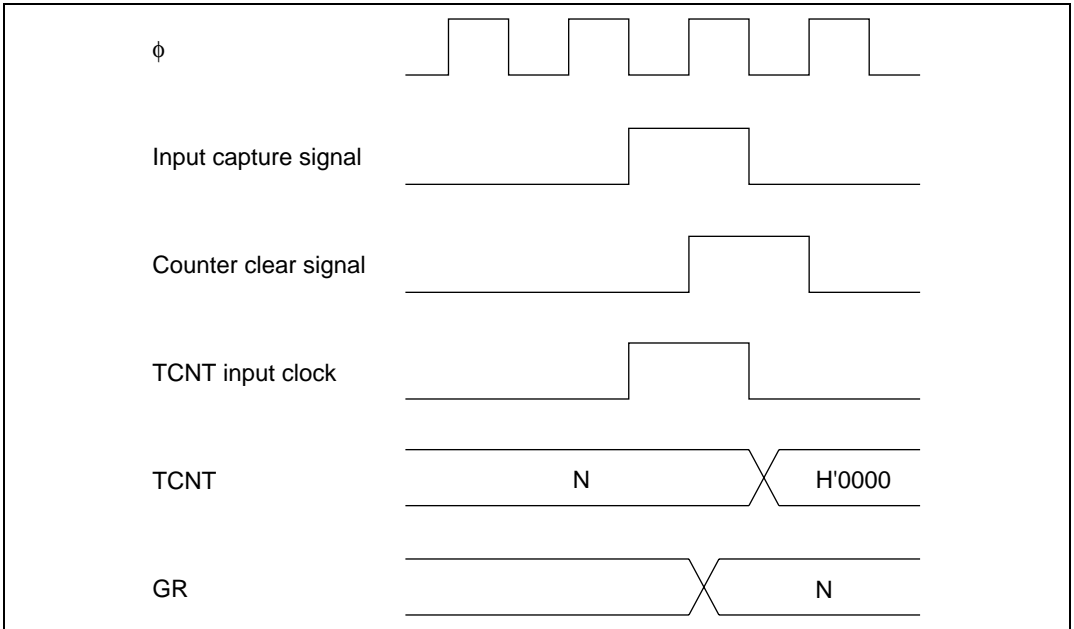 ϕ
Input capture signal
Counter clear signal
TCNT input clock
TCNT N H'0000
GR N